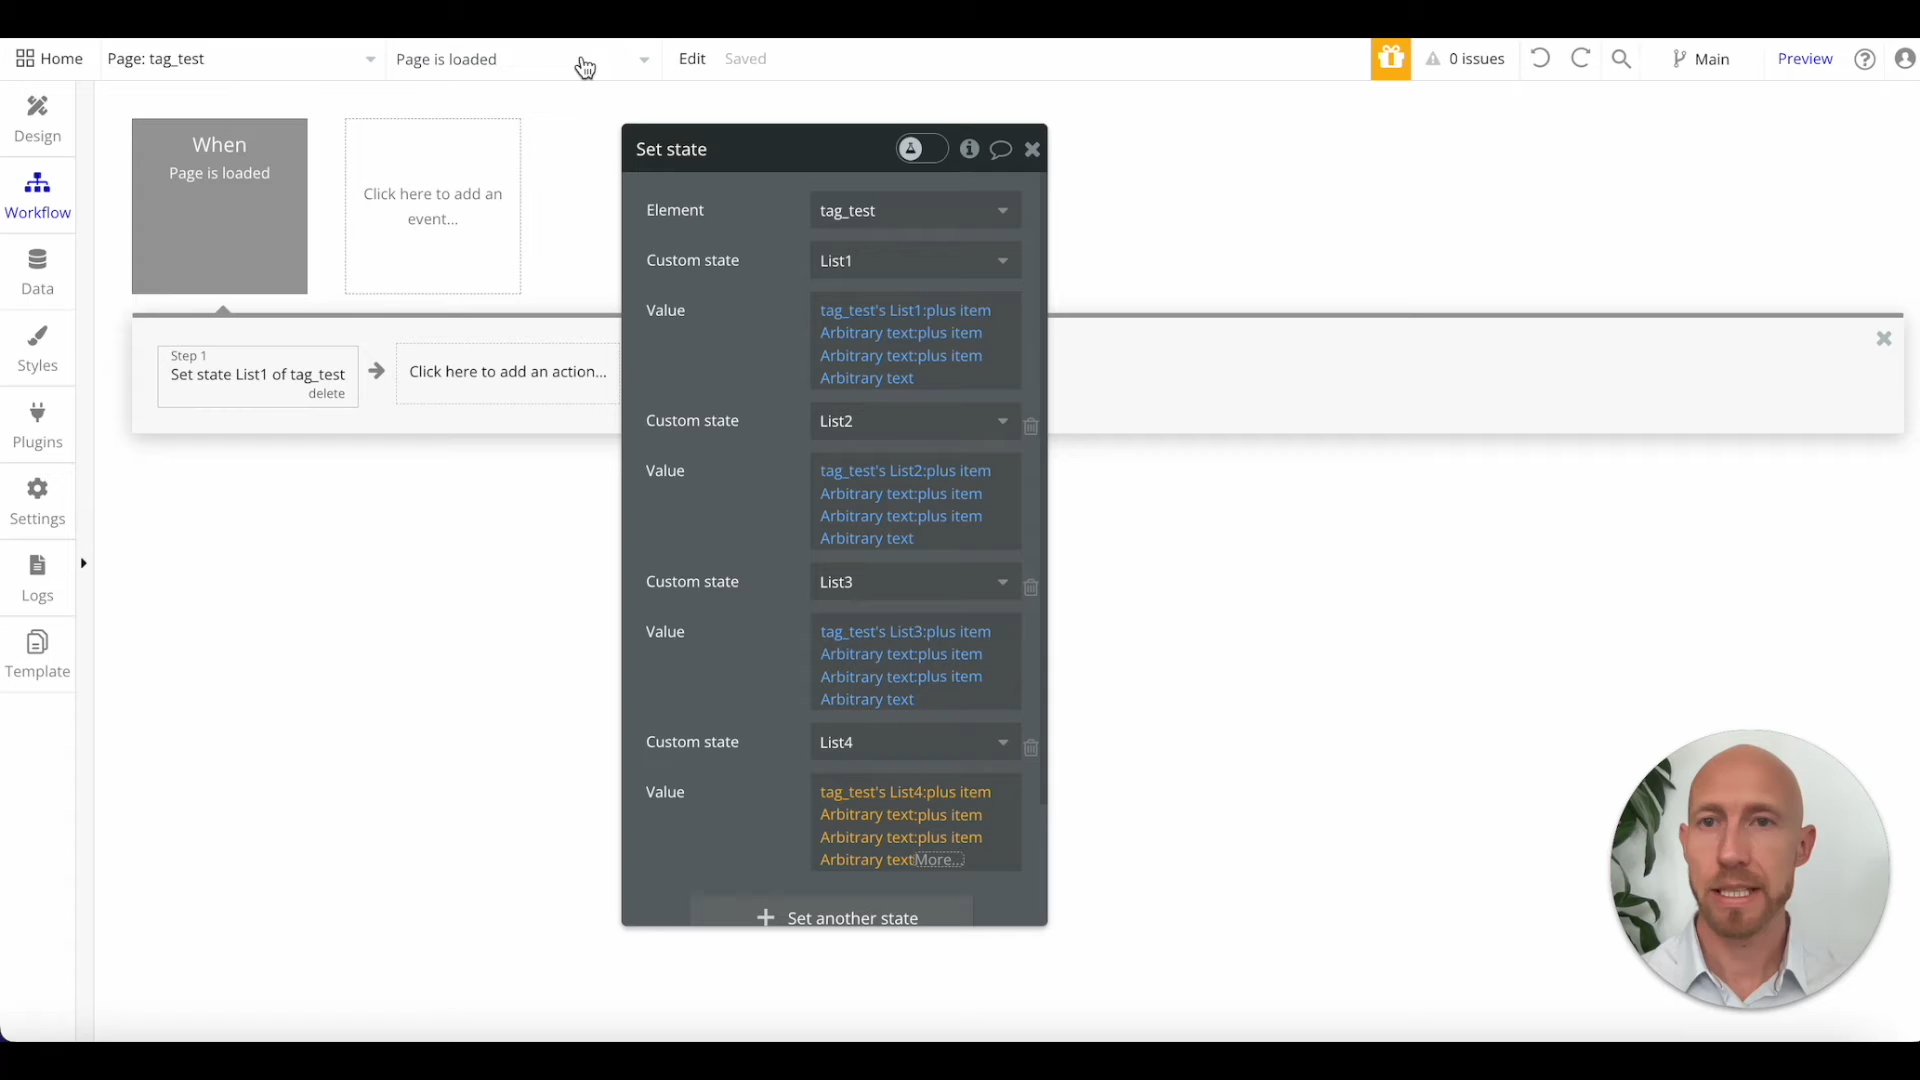 Home
Page: tag_test
Page is loaded
Edit
Saved
0 issues
Main
Preview
Design
Workflow
Data
Styles
Plugins
Settings
Logs
Template
When
Page is loaded
Click here to add an
event...
Step 1
Set state List1 of tag_test
delete
Click here to add an action...
Set state
Element
tag_test
Custom state
List1
Value
tag_test's List1:plus item
Arbitrary text:plus item
Arbitrary text:plus item
Arbitrary text
Custom state
List2
Value
tag_test's List2:plus item
Arbitrary text:plus item
Arbitrary text:plus item
Arbitrary text
Custom state
List3
Value
tag_test's List3:plus item
Arbitrary text:plus item
Arbitrary text:plus item
Arbitrary text
Custom state
List4
Value
tag_test's List4:plus item
Arbitrary text:plus item
Arbitrary text:plus item
Arbitrary text More...
Set another state